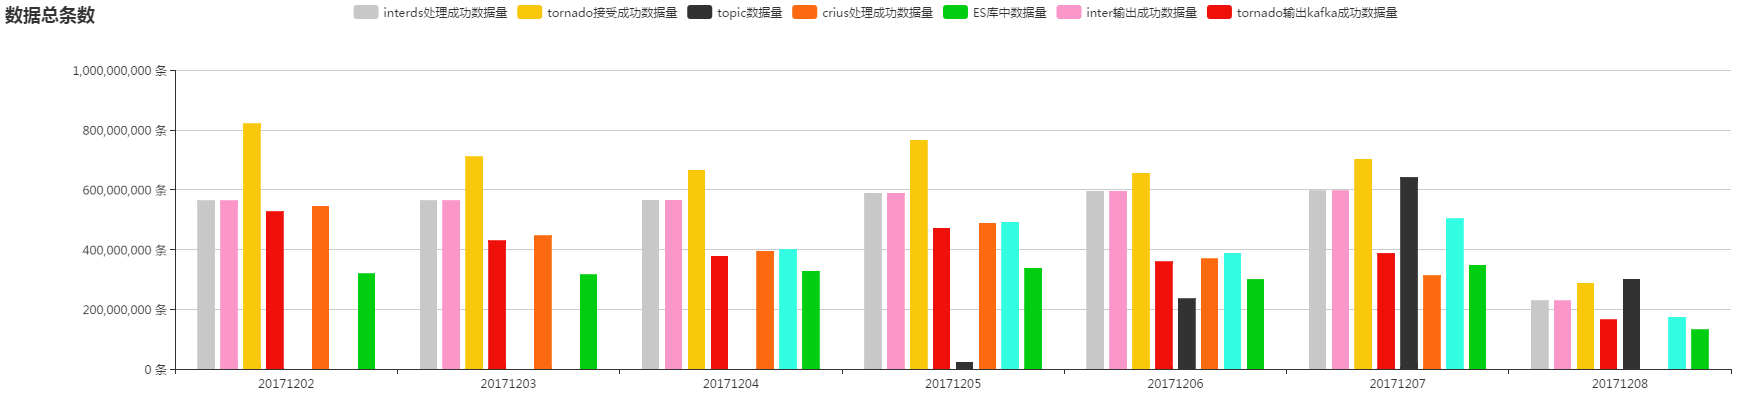 数据总条数
interds处理成功数据量 tornado接受成功数据量 topic数据量 crius处理成功数据量 ES库中数据量 inter输出成功数据量 tornado输出kafka成功数据量
1,000,000,000 条
800,000,000 条
600,000,000 条
400,000,000 条
200,000,000 条
0 条
20171202 20171203 20171204 20171205 20171206 20171207 20171208